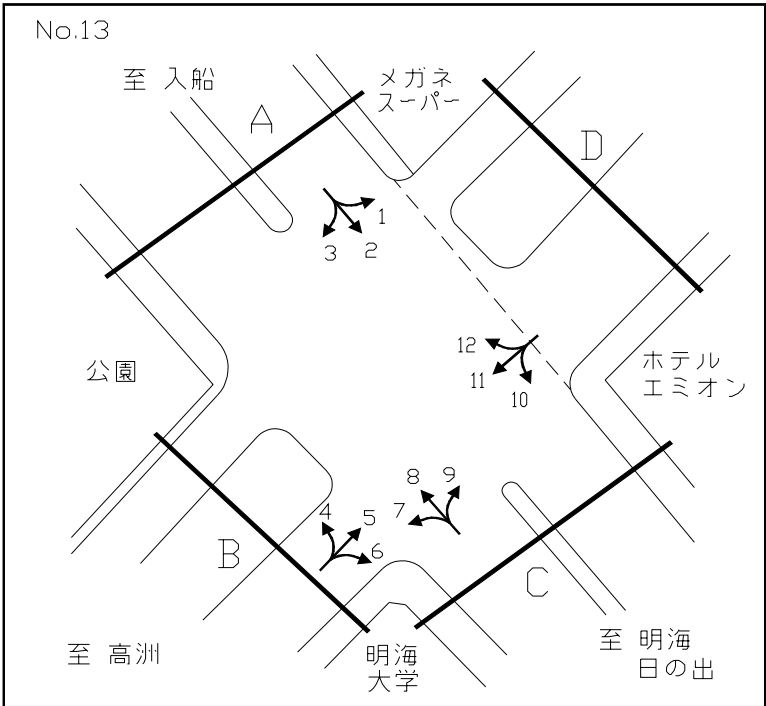 No.13
至 入船
メガネ
スーパー
A
D
1
2
3
12
11
10
公園
ホテル
エミオン
8
9
7
4
5
6
B
C
至 高洲
明海
大学
至 明海
日の出